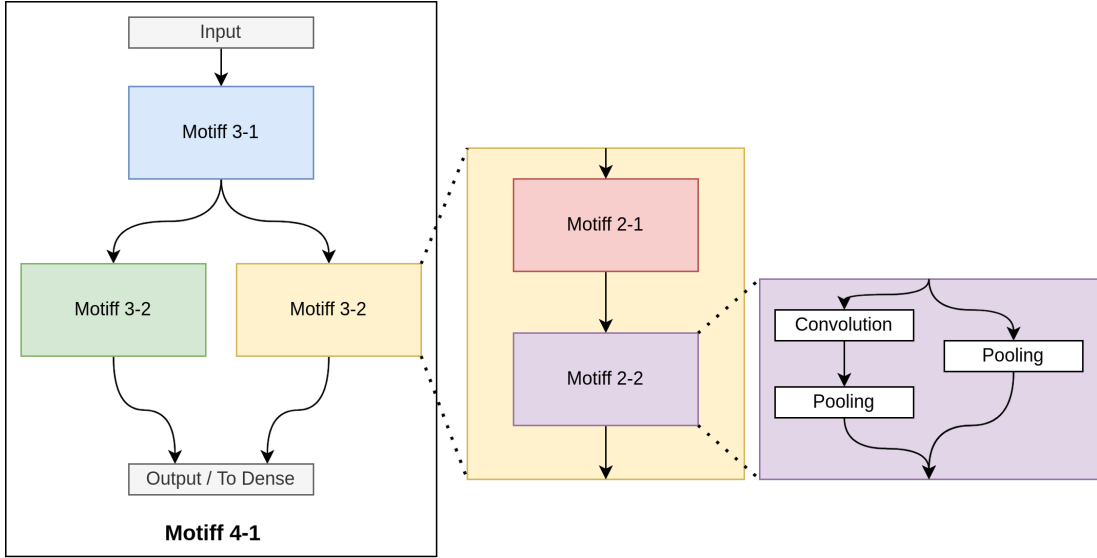 Input
Motiff 3-1
Motiff 3-2
Motiff 3-2
Output / To Dense
Motiff 4-1
Motiff 2-1
Motiff 2-2
Convolution
Pooling
Pooling